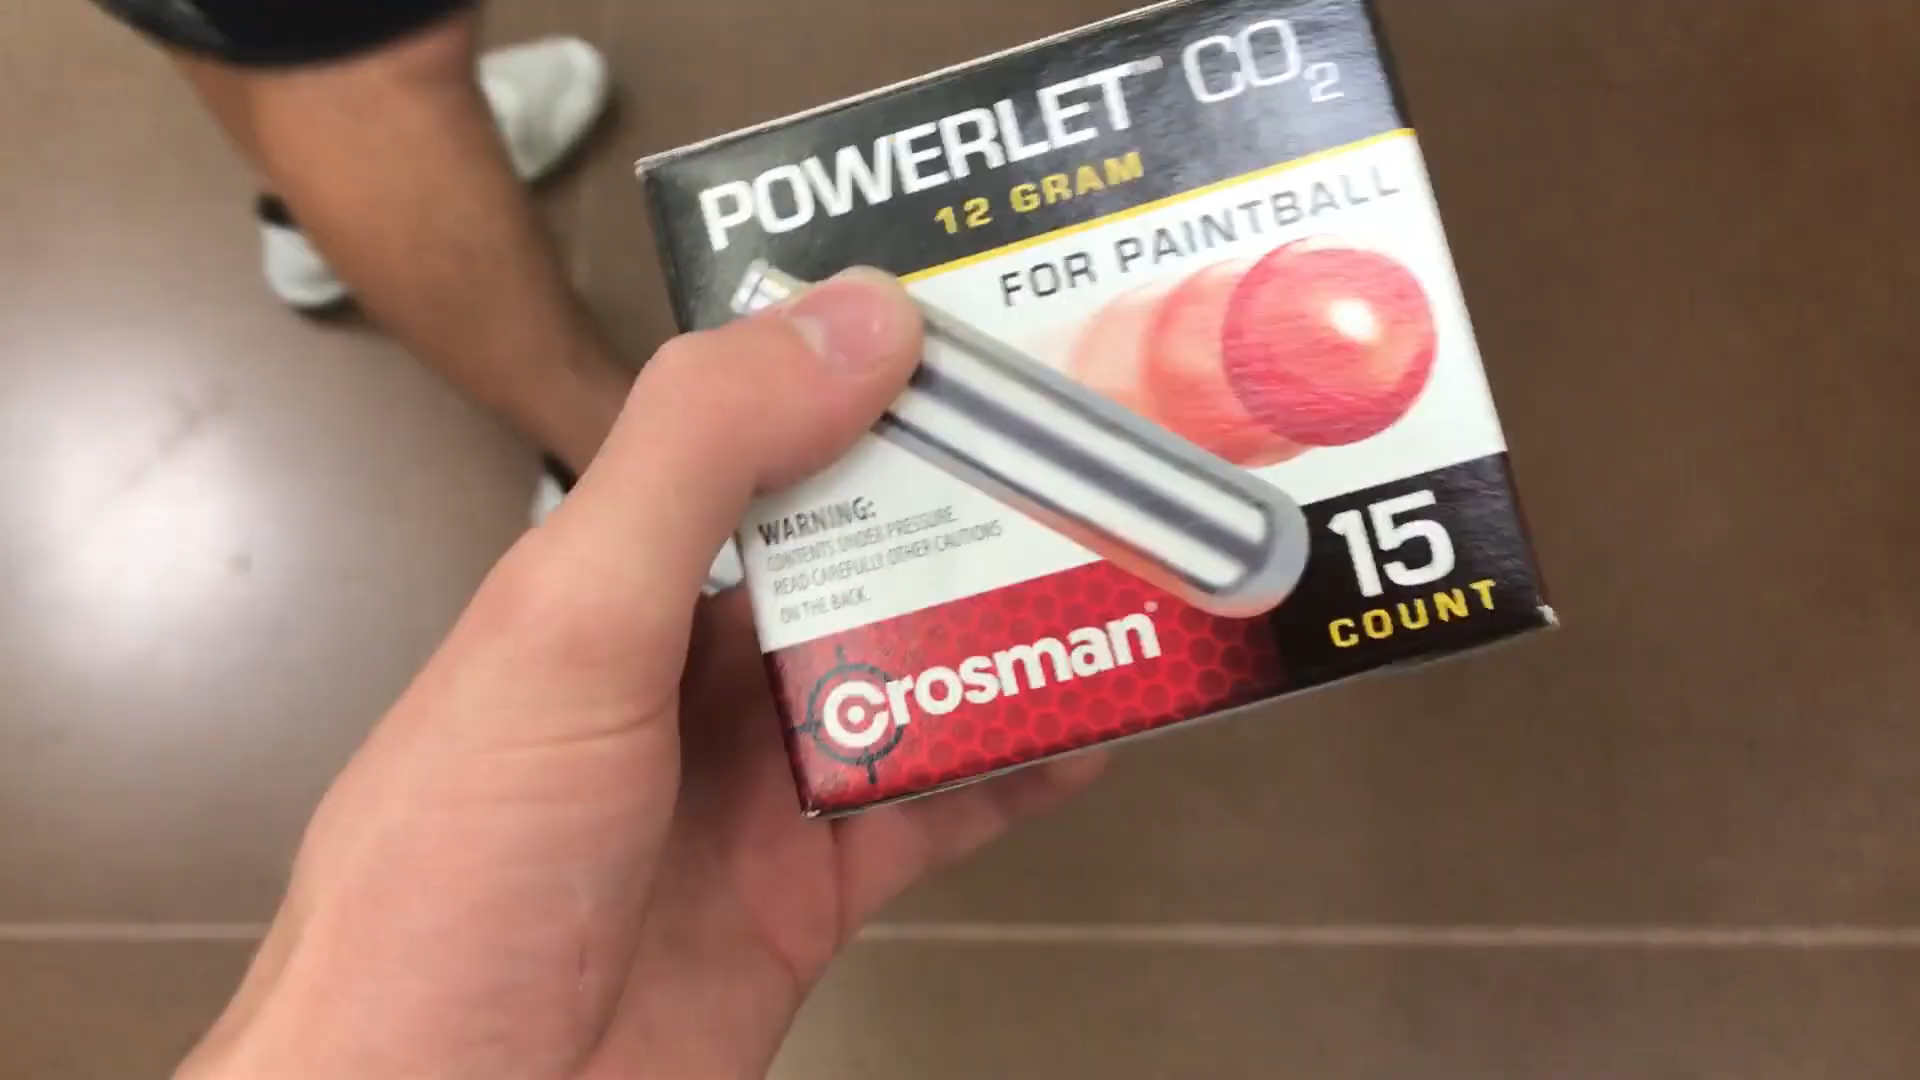 POWERLET™ CO2
12 GRAM
FOR PAINTBALL
WARNING:
CONTENTS UNDER PRESSURE.
READ CAREFULLY OTHER CAUTIONS
ON THE BACK.
Crosman®
15
COUNT